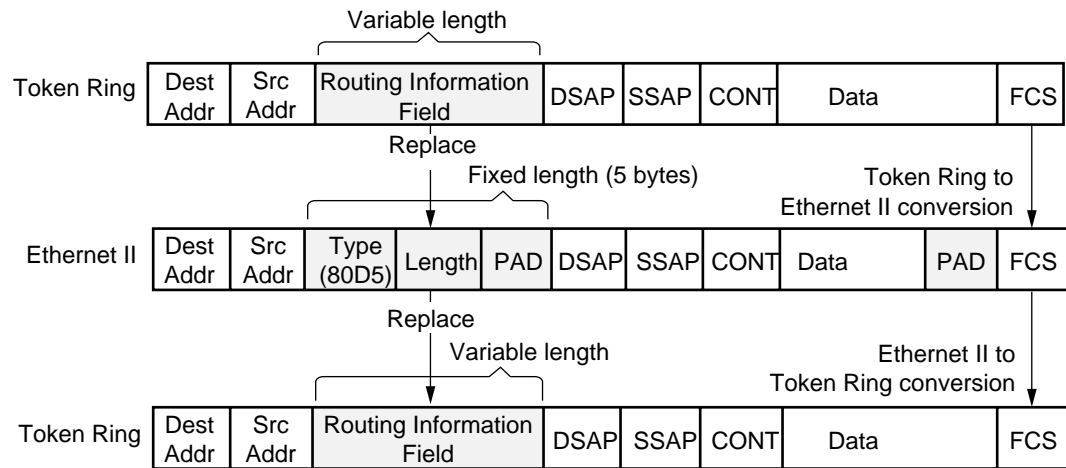 Variable length
Token Ring
Dest Addr
Src Addr
Routing Information Field
DSAP
SSAP
CONT
Data
FCS
Replace
Fixed length (5 bytes)
Token Ring to
Ethernet II conversion
Ethernet II
Dest Addr
Src Addr
Type (80D5)
Length
PAD
DSAP
SSAP
CONT
Data
PAD
FCS
Replace
Variable length
Ethernet II to
Token Ring conversion
Token Ring
Dest Addr
Src Addr
Routing Information Field
DSAP
SSAP
CONT
Data
FCS